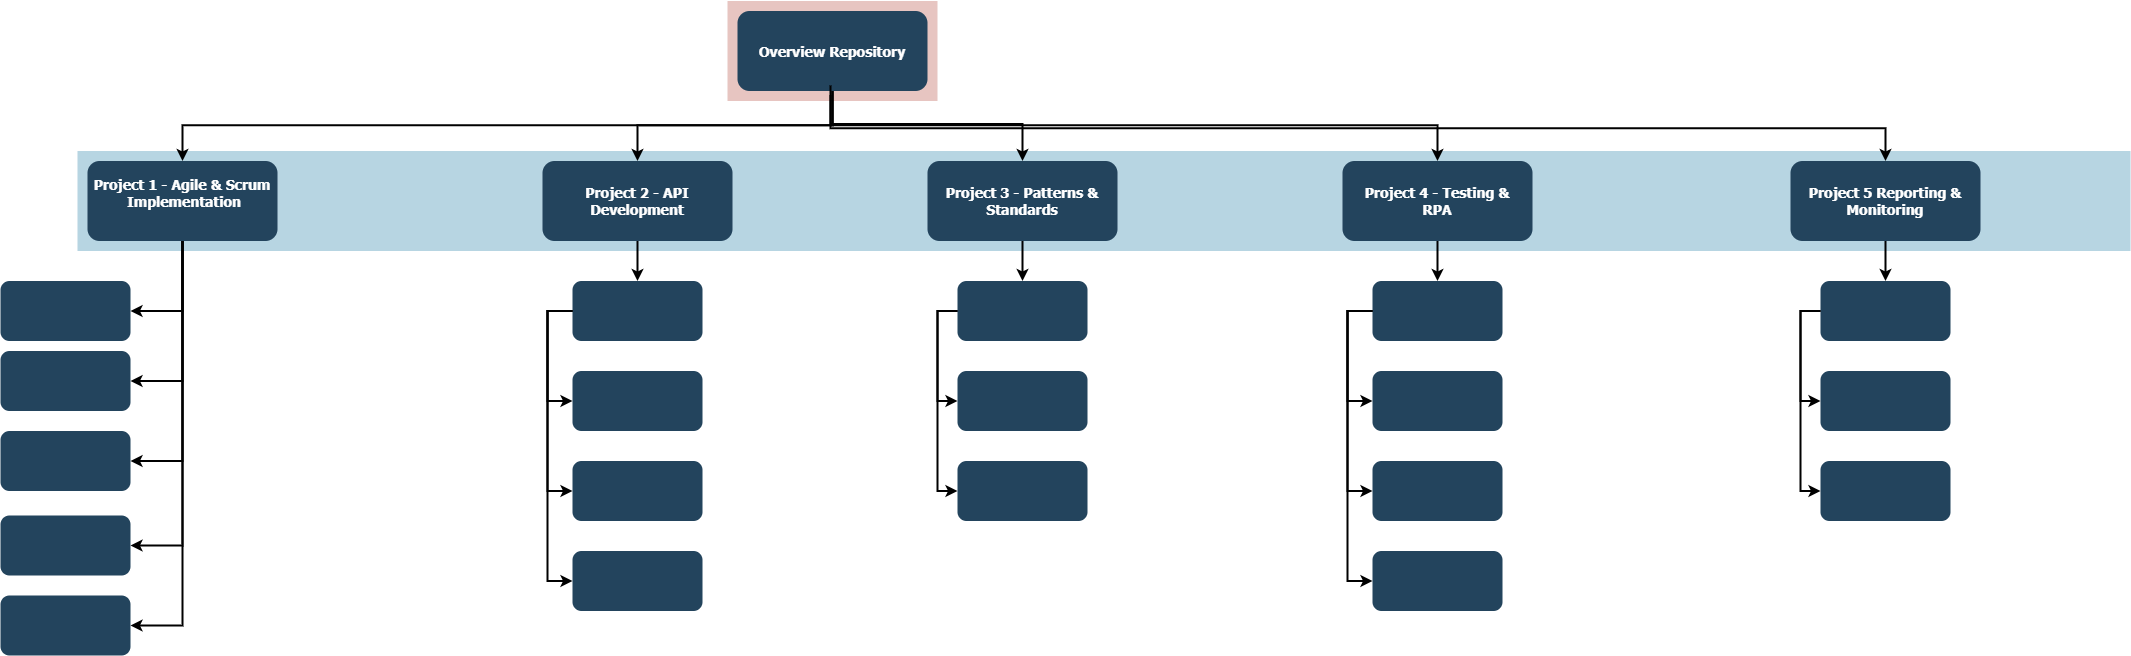 Overview Repository
Project 1 - Agile & Scrum
Implementation
Project 2 - API
Development
Project 3 - Patterns &
Standards
Project 4 - Testing &
RPA
Project 5 Reporting &
Monitoring